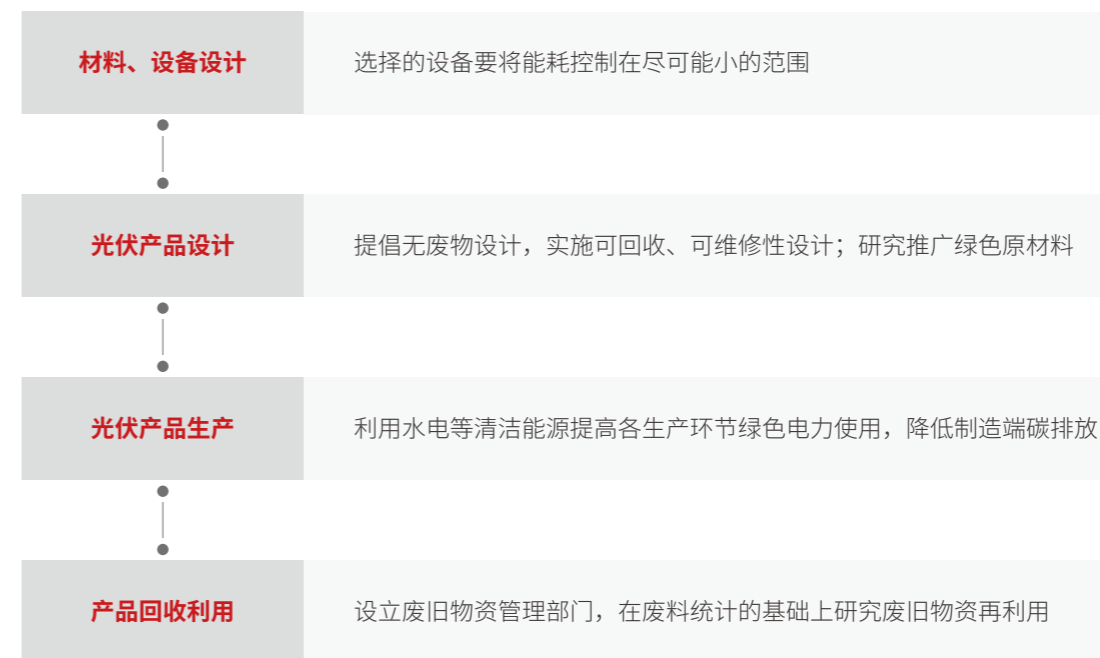 材料、设备设计
选择的设备要将能耗控制在尽可能小的范围
光伏产品设计
提倡无废物设计，实施可回收、可维修性设计；研究推广绿色原材料
光伏产品生产
利用水电等清洁能源提高各生产环节绿色电力使用，降低制造端碳排放
产品回收利用
设立废旧物资管理部门，在废料统计的基础上研究废旧物资再利用